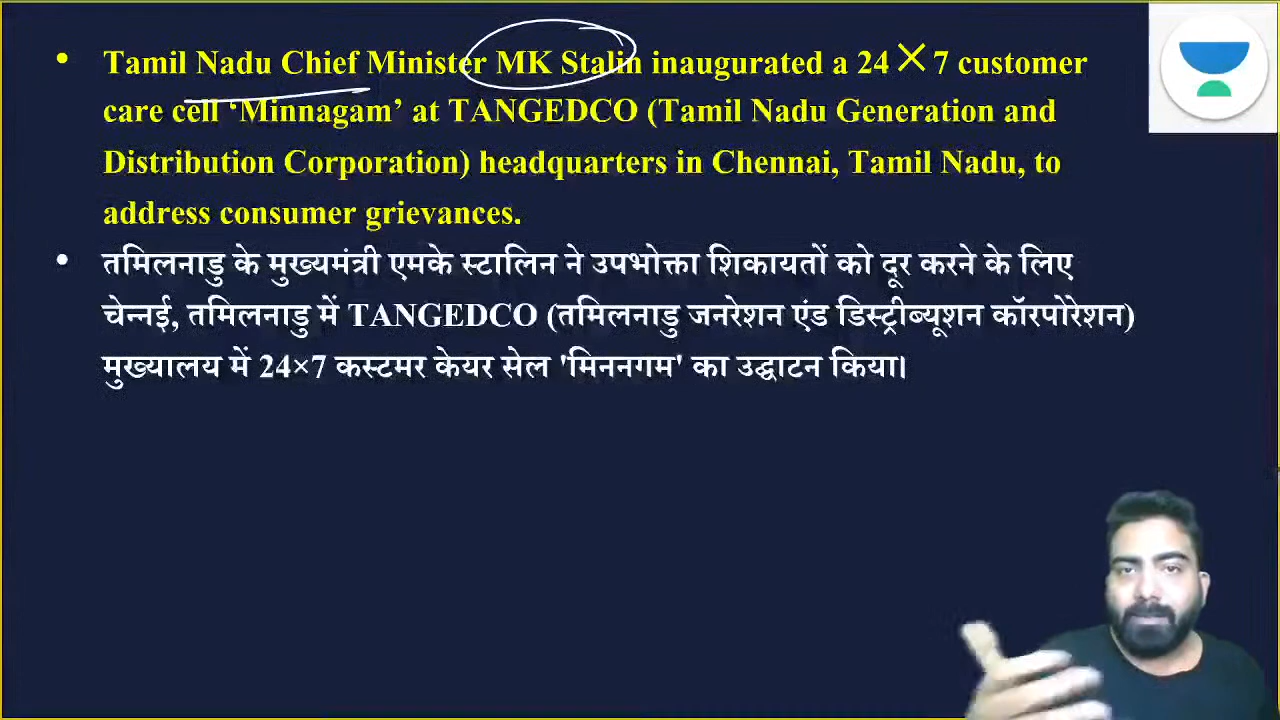 • Tamil Nadu Chief Minister MK Stalin inaugurated a 24×7 customer
care cell ‘Minnagam’ at TANGEDCO (Tamil Nadu Generation and
Distribution Corporation) headquarters in Chennai, Tamil Nadu, to
address consumer grievances.
• तमिलनाडु के मुख्यमंत्री एमके स्टालिन ने उपभोक्ता शिकायतों को दूर करने के लिए
चेन्नई, तमिलनाडु में TANGEDCO (तमिलनाडु जनरेशन एंड डिस्ट्रीब्यूशन कॉरपोरेशन)
मुख्यालय में 24×7 कस्टमर केयर सेल 'मिननगम' का उद्घाटन किया।